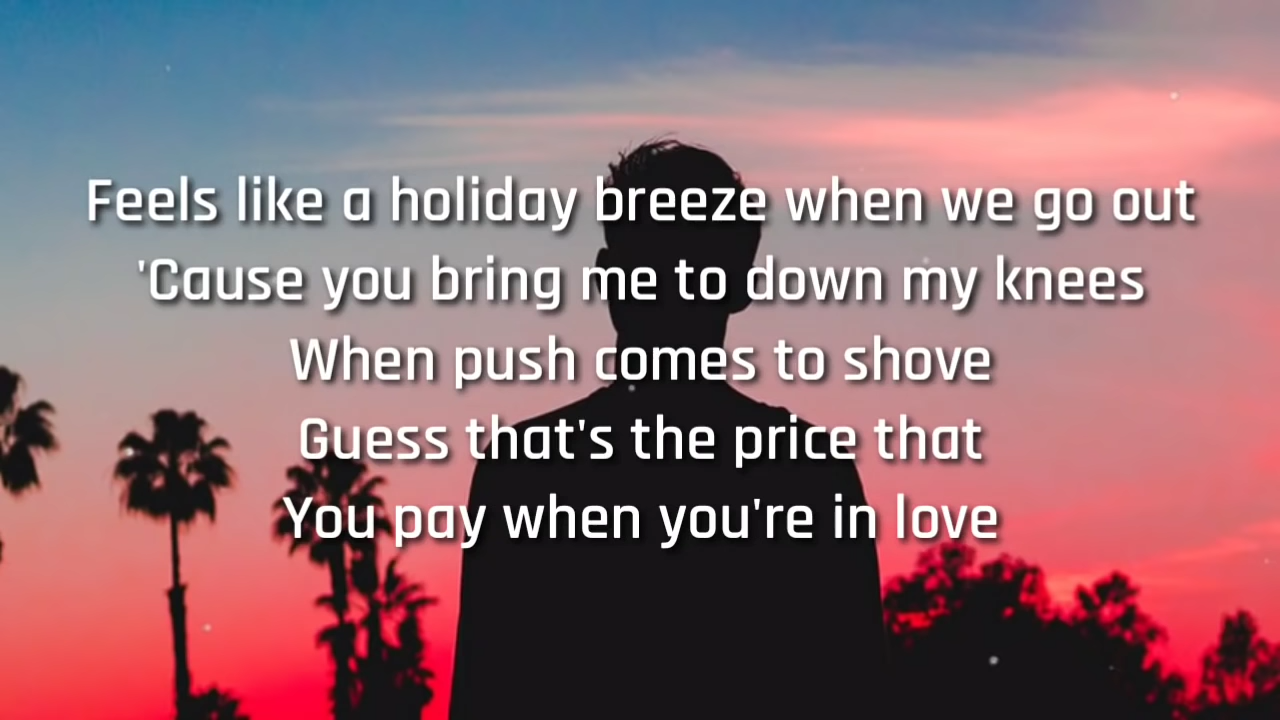 Feels like a holiday breeze when we go out
'Cause you bring me to down my knees
When push comes to shove
Guess that's the price that
You pay when you're in love